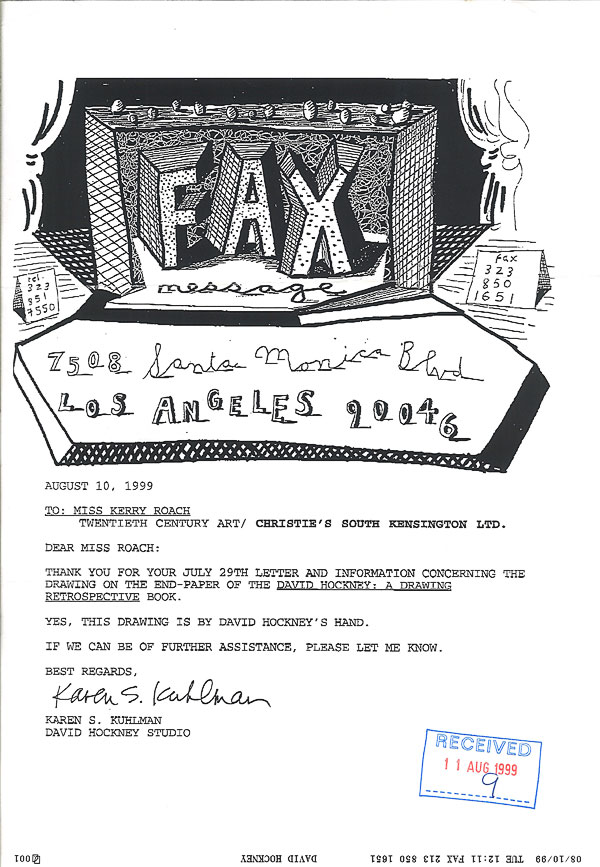 FAX
message
tel.
323
851
7550
fax
323
850
1651
7508 Santa Monica Blvd
LOS ANGELES 90046
AUGUST 10, 1999
TO: MISS KERRY ROACH
TWENTIETH CENTURY ART/ CHRISTIE'S SOUTH KENSINGTON LTD.
DEAR MISS ROACH:
THANK YOU FOR YOUR JULY 29TH LETTER AND INFORMATION CONCERNING THE
DRAWING ON THE END-PAPER OF THE DAVID HOCKNEY: A DRAWING
RETROSPECTIVE BOOK.
YES, THIS DRAWING IS BY DAVID HOCKNEY'S HAND.
IF WE CAN BE OF FURTHER ASSISTANCE, PLEASE LET ME KNOW.
BEST REGARDS,
Karen S. Kuhlman
KAREN S. KUHLMAN
DAVID HOCKNEY STUDIO
RECEIVED
11 AUG 1999
9
08/10/99 TUE 12:11 FAX 213 850 1651 DAVID HOCKNEY 001